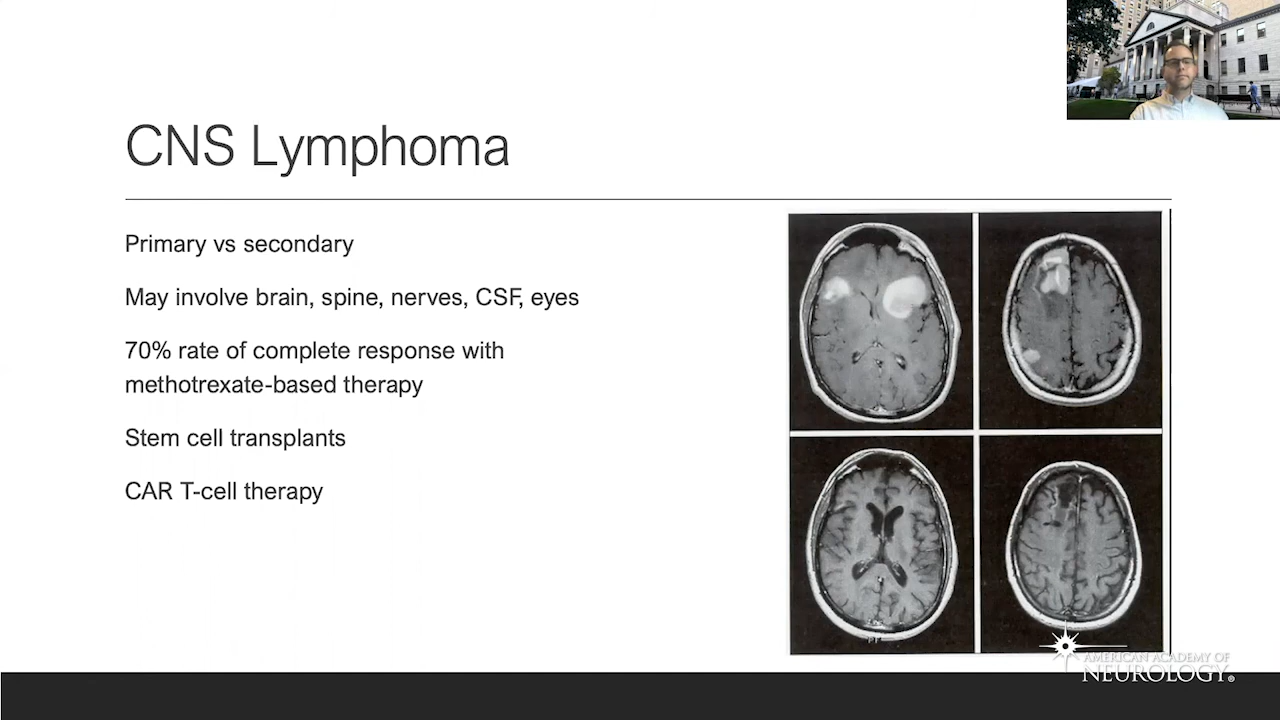 CNS Lymphoma
Primary vs secondary
May involve brain, spine, nerves, CSF, eyes
70% rate of complete response with
methotrexate-based therapy
Stem cell transplants
CAR T-cell therapy
AMERICAN ACADEMY OF
NEUROLOGY®